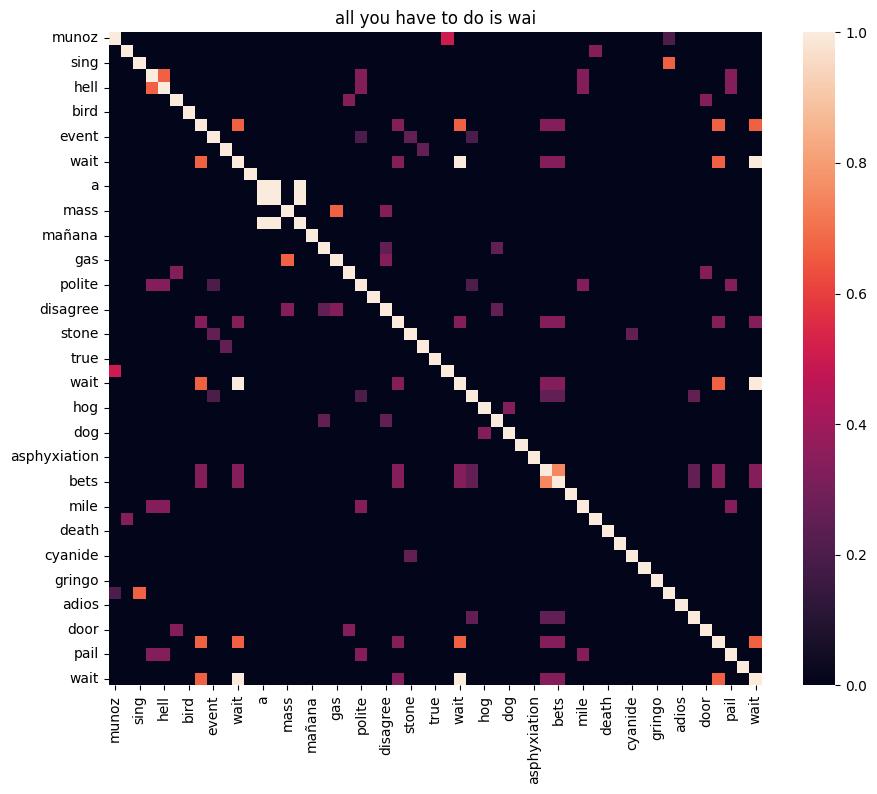 all you have to do is wai
munoz
sing
hell
bird
event
wait
a
mass
mañana
gas
polite
disagree
stone
true
wait
hog
dog
asphyxiation
bets
mile
death
cyanide
gringo
adios
door
pail
wait
munoz
sing
hell
bird
event
wait
a
mass
mañana
gas
polite
disagree
stone
true
wait
hog
dog
asphyxiation
bets
mile
death
cyanide
gringo
adios
door
pail
wait
1.0
0.8
0.6
0.4
0.2
0.0